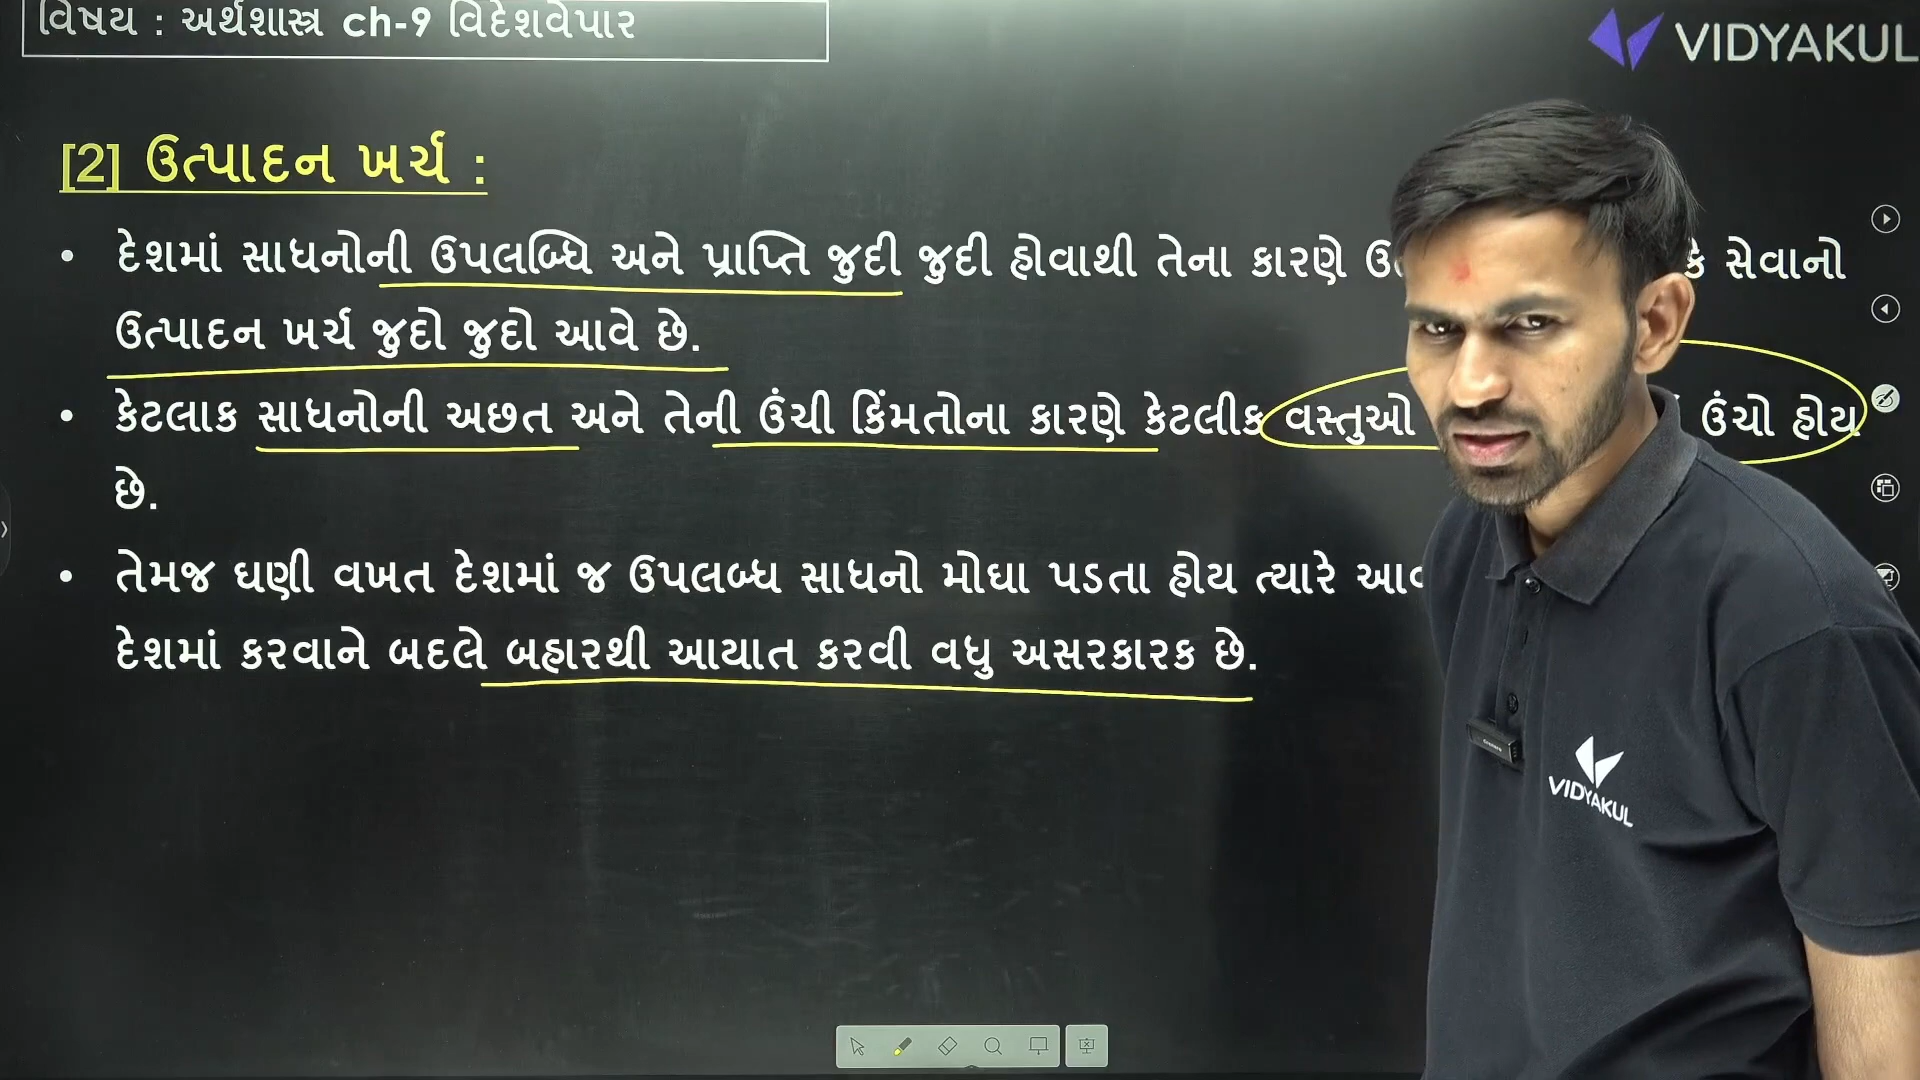 વિષય : અર્થશાસ્ત્ર ch-9 વિદેશવેપાર
VIDYAKUL
[2] ઉત્પાદન ખર્ચ :
• દેશમાં સાધનોની ઉપલબ્ધિ અને પ્રાપ્તિ જુદી જુદી હોવાથી તેના કારણે સેવાનો
ઉત્પાદન ખર્ચ જુદો જુદો આવે છે.
• કેટલાક સાધનોની અછત અને તેની ઉંચી કિંમતોના કારણે કેટલીક વસ્તુઓ ઉંચો હોય
છે.
• તેમજ ઘણી વખત દેશમાં જ ઉપલબ્ધ સાધનો મોઘા પડતા હોય ત્યારે
દેશમાં કરવાને બદલે બહારથી આયાત કરવી વધુ અસરકારક છે.
VIDYAKUL